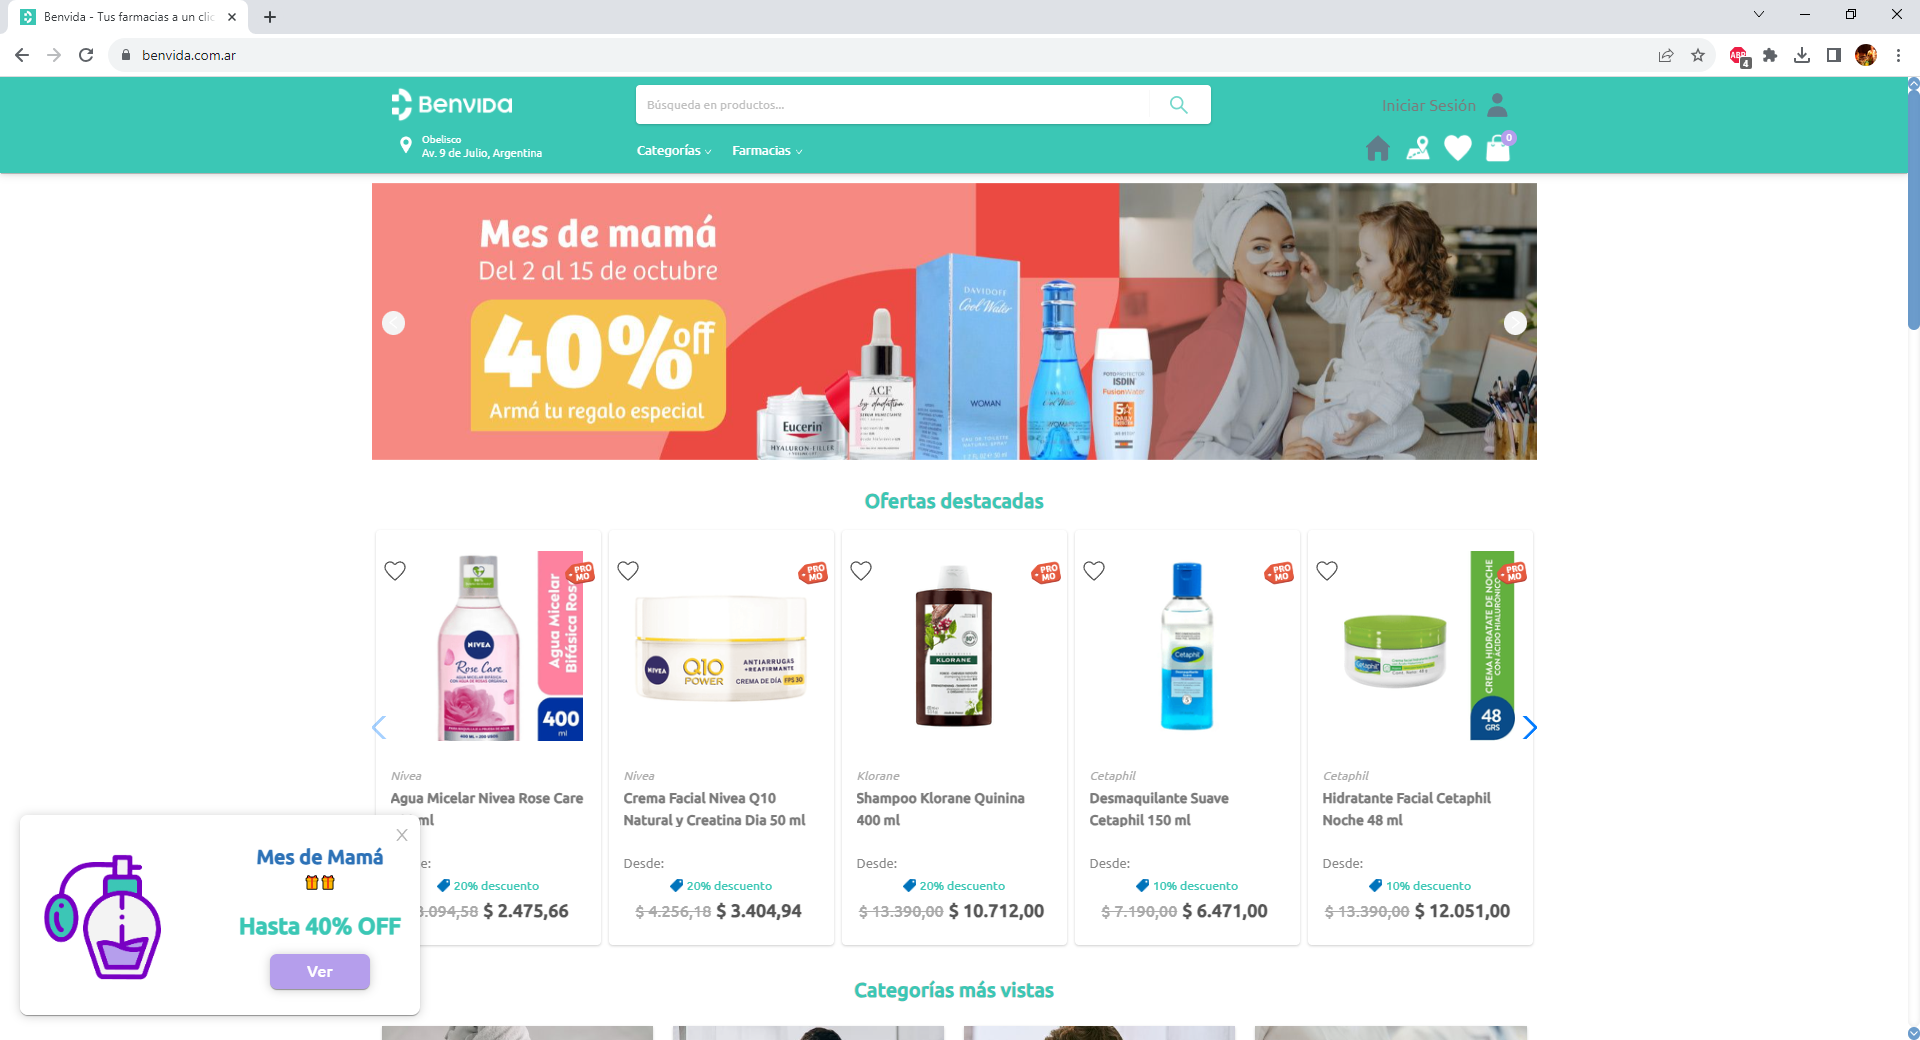 Benvida - Tus farmacias a un clic
benvida.com.ar
ABP
4
Benvida
Búsqueda en productos...
Iniciar Sesión
Obelisco
Av. 9 de Julio, Argentina
Categorías
Farmacias
0
Mes de mamá
Del 2 al 15 de octubre
40% off
Armá tu regalo especial
Eucerin
HYALURON-FILLER
ACF
by dadatina
DAVIDOFF
Cool Water
WOMAN
FOTOPROTECTOR
ISDIN
FusionWater
Ofertas destacadas
PROMO
NIVEA
Rose Care
Agua Micelar
Bifásica Rose
400
ml
PROMO
NIVEA
Q10
POWER
ANTIARRUGAS
+REAFIRMANTE
CREMA DE DÍA FPS 30
PROMO
KLORANE
PROMO
Cetaphil
PROMO
Cetaphil
CREMA HIDRATATE DE NOCHE
CON ÁCIDO HIALURÓNICO
48
GRS
Nivea
Agua Micelar Nivea Rose Care
ml
e:
20% descuento
3.094,58 $ 2.475,66
Nivea
Crema Facial Nivea Q10
Natural y Creatina Dia 50 ml
Desde:
20% descuento
$ 4.256,18 $ 3.404,94
Klorane
Shampoo Klorane Quinina
400 ml
Desde:
20% descuento
$ 13.390,00 $ 10.712,00
Cetaphil
Desmaquilante Suave
Cetaphil 150 ml
Desde:
10% descuento
$ 7.190,00 $ 6.471,00
Cetaphil
Hidratante Facial Cetaphil
Noche 48 ml
Desde:
10% descuento
$ 13.390,00 $ 12.051,00
Mes de Mamá
Hasta 40% OFF
Ver
Categorías más vistas